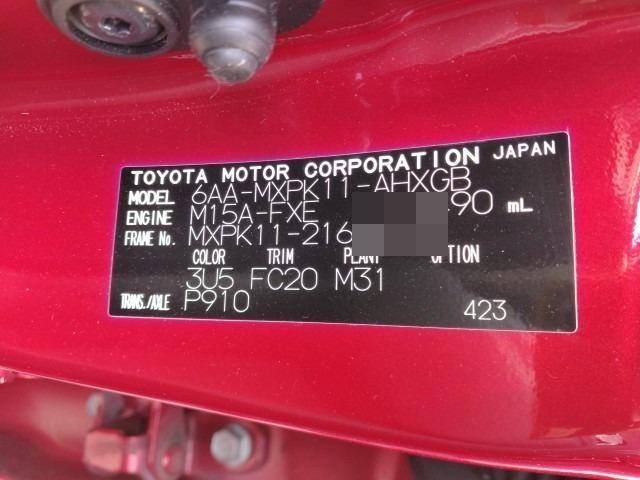 TOYOTA MOTOR CORPORATION JAPAN
MODEL 6AA-MXPK11-AHXGB
ENGINE M15A-FXE 90 mL
FRAME No. MXPK11-216
COLOR TRIM PLANT OPTION
3U5 FC20 M31
TRANS./AXLE P910 423